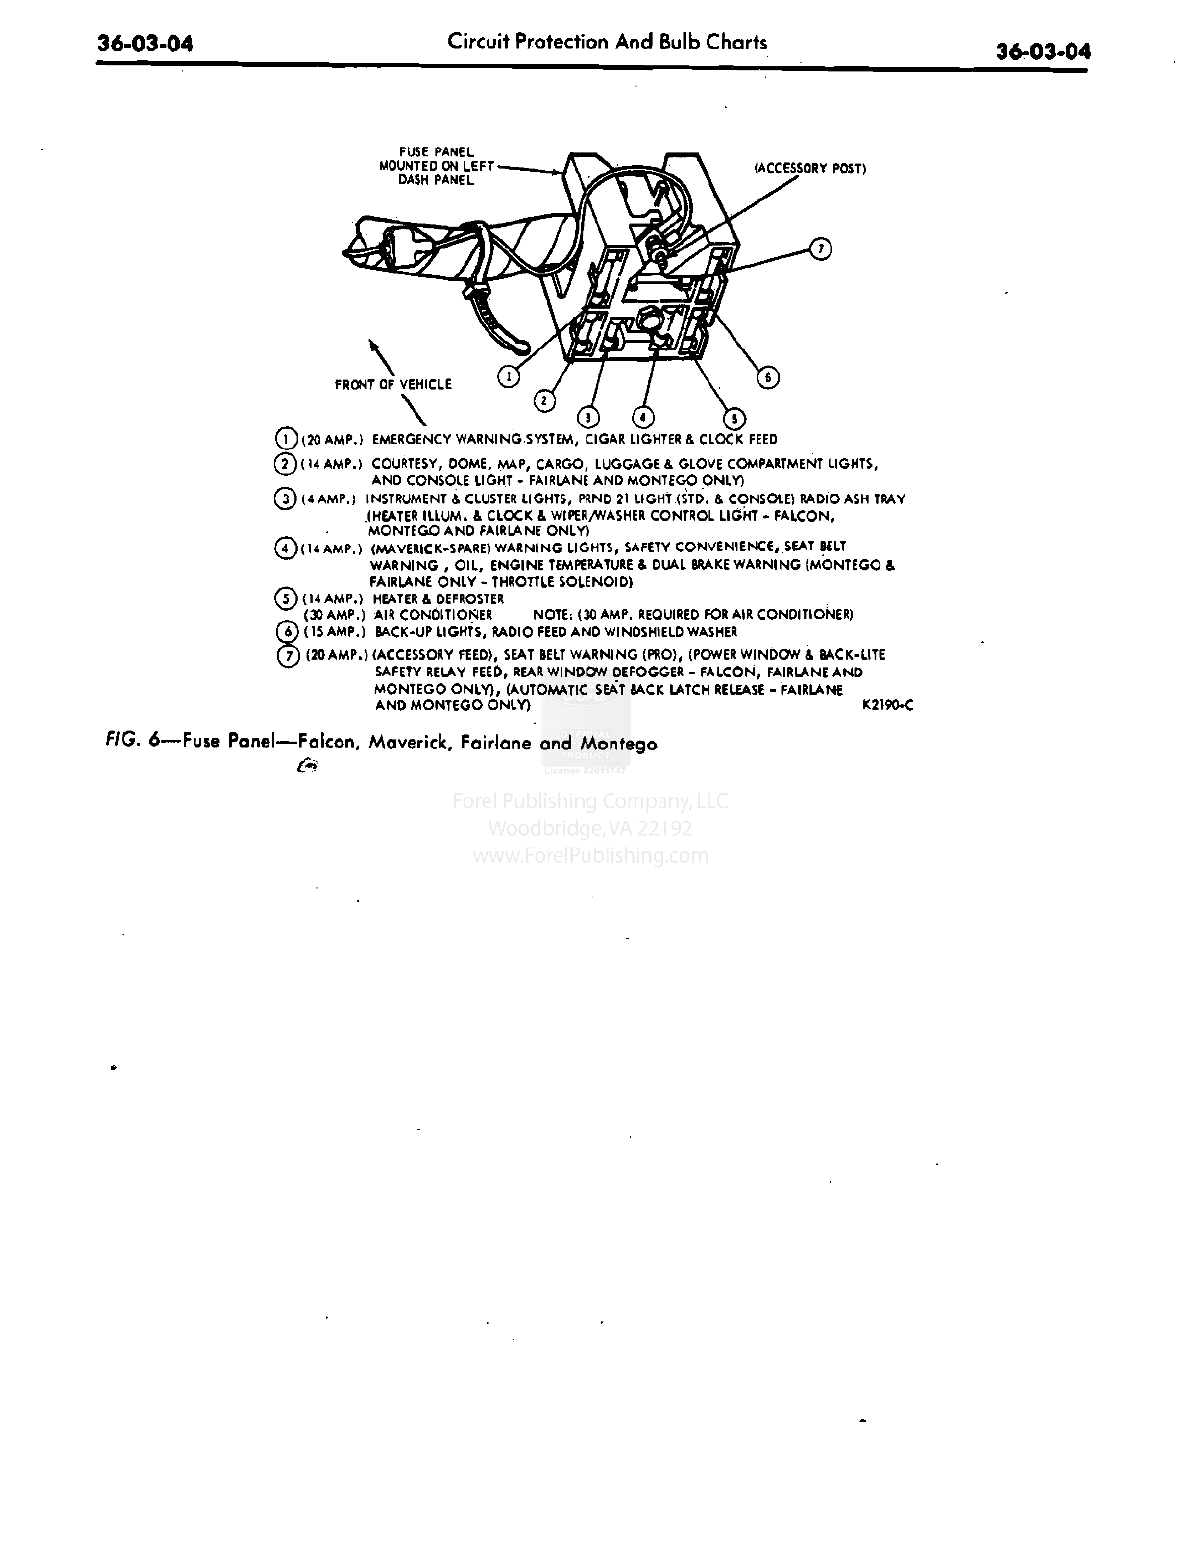 36-03-04
Circuit Protection And Bulb Charts
36-03-04
FUSE PANEL
MOUNTED ON LEFT
DASH PANEL
(ACCESSORY POST)
7
FRONT OF VEHICLE
1
2
3
4
5
6
1 (20 AMP.) EMERGENCY WARNING SYSTEM, CIGAR LIGHTER & CLOCK FEED
2 (14 AMP.) COURTESY, DOME, MAP, CARGO, LUGGAGE & GLOVE COMPARTMENT LIGHTS,
AND CONSOLE LIGHT - FAIRLANE AND MONTEGO ONLY)
3 (4 AMP.) INSTRUMENT & CLUSTER LIGHTS, PRND 21 LIGHT (STD. & CONSOLE) RADIO ASH TRAY
(HEATER ILLUM. & CLOCK & WIPER/WASHER CONTROL LIGHT - FALCON,
MONTEGO AND FAIRLANE ONLY)
4 (14 AMP.) (MAVERICK-SPARE) WARNING LIGHTS, SAFETY CONVENIENCE, SEAT BELT
WARNING , OIL, ENGINE TEMPERATURE & DUAL BRAKE WARNING (MONTEGO &
FAIRLANE ONLY - THROTTLE SOLENOID)
5 (14 AMP.) HEATER & DEFROSTER
(30 AMP.) AIR CONDITIONER NOTE: (30 AMP. REQUIRED FOR AIR CONDITIONER)
6 (15 AMP.) BACK-UP LIGHTS, RADIO FEED AND WINDSHIELD WASHER
7 (20 AMP.) (ACCESSORY FEED), SEAT BELT WARNING (PRO), (POWER WINDOW & BACK-LITE
SAFETY RELAY FEED, REAR WINDOW DEFOGGER - FALCON, FAIRLANE AND
MONTEGO ONLY), (AUTOMATIC SEAT BACK LATCH RELEASE - FAIRLANE
AND MONTEGO ONLY)
K2190-C
FIG. 6—Fuse Panel—Falcon, Maverick, Fairlane and Montego
Forel Publishing Company, LLC
Woodbridge, VA 22192
www.ForelPublishing.com